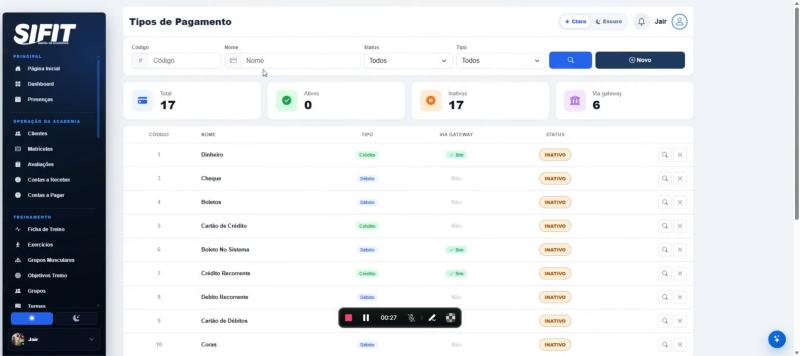 SIFIT
PRINCIPAL
Página Inicial
Dashboard
Presenças
OPERAÇÃO DA ACADEMIA
Clientes
Matrículas
Avaliações
Contas a Receber
Contas a Pagar
TREINAMENTO
Ficha de Treino
Exercícios
Grupos Musculares
Objetivos Treino
Grupos
Turmas
Jair
Tipos de Pagamento
Claro Escuro Jair
Código Nome Status Tipo
# Código Nome Todos Todos Novo
Total 17
Ativos 0
Inativos 17
Via gateway 6
CÓDIGO NOME TIPO VIA GATEWAY STATUS
1 Dinheiro Crédito ✓ Sim INATIVO
3 Cheque Débito Não INATIVO
4 Boletos Débito Não INATIVO
5 Cartão de Crédito Crédito Não INATIVO
6 Boleto No Sistema Débito ✓ Sim INATIVO
7 Crédito Recorrente Crédito ✓ Sim INATIVO
8 Debito Recorrente Débito Não INATIVO
9 Cartão de Débitos INATIVO
10 Coras Débito Não INATIVO
00:27